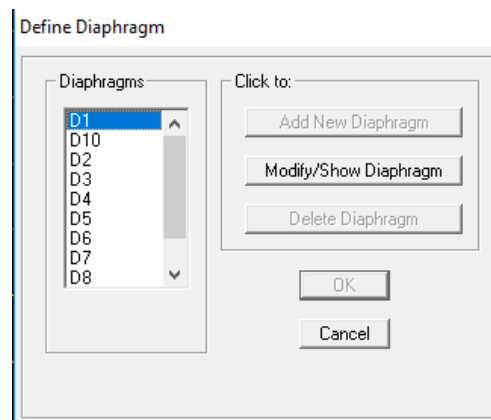 Define Diaphragm
Diaphragms
D1
D10
D2
D3
D4
D5
D6
D7
D8
Click to:
Add New Diaphragm
Modify/Show Diaphragm
Delete Diaphragm
OK
Cancel